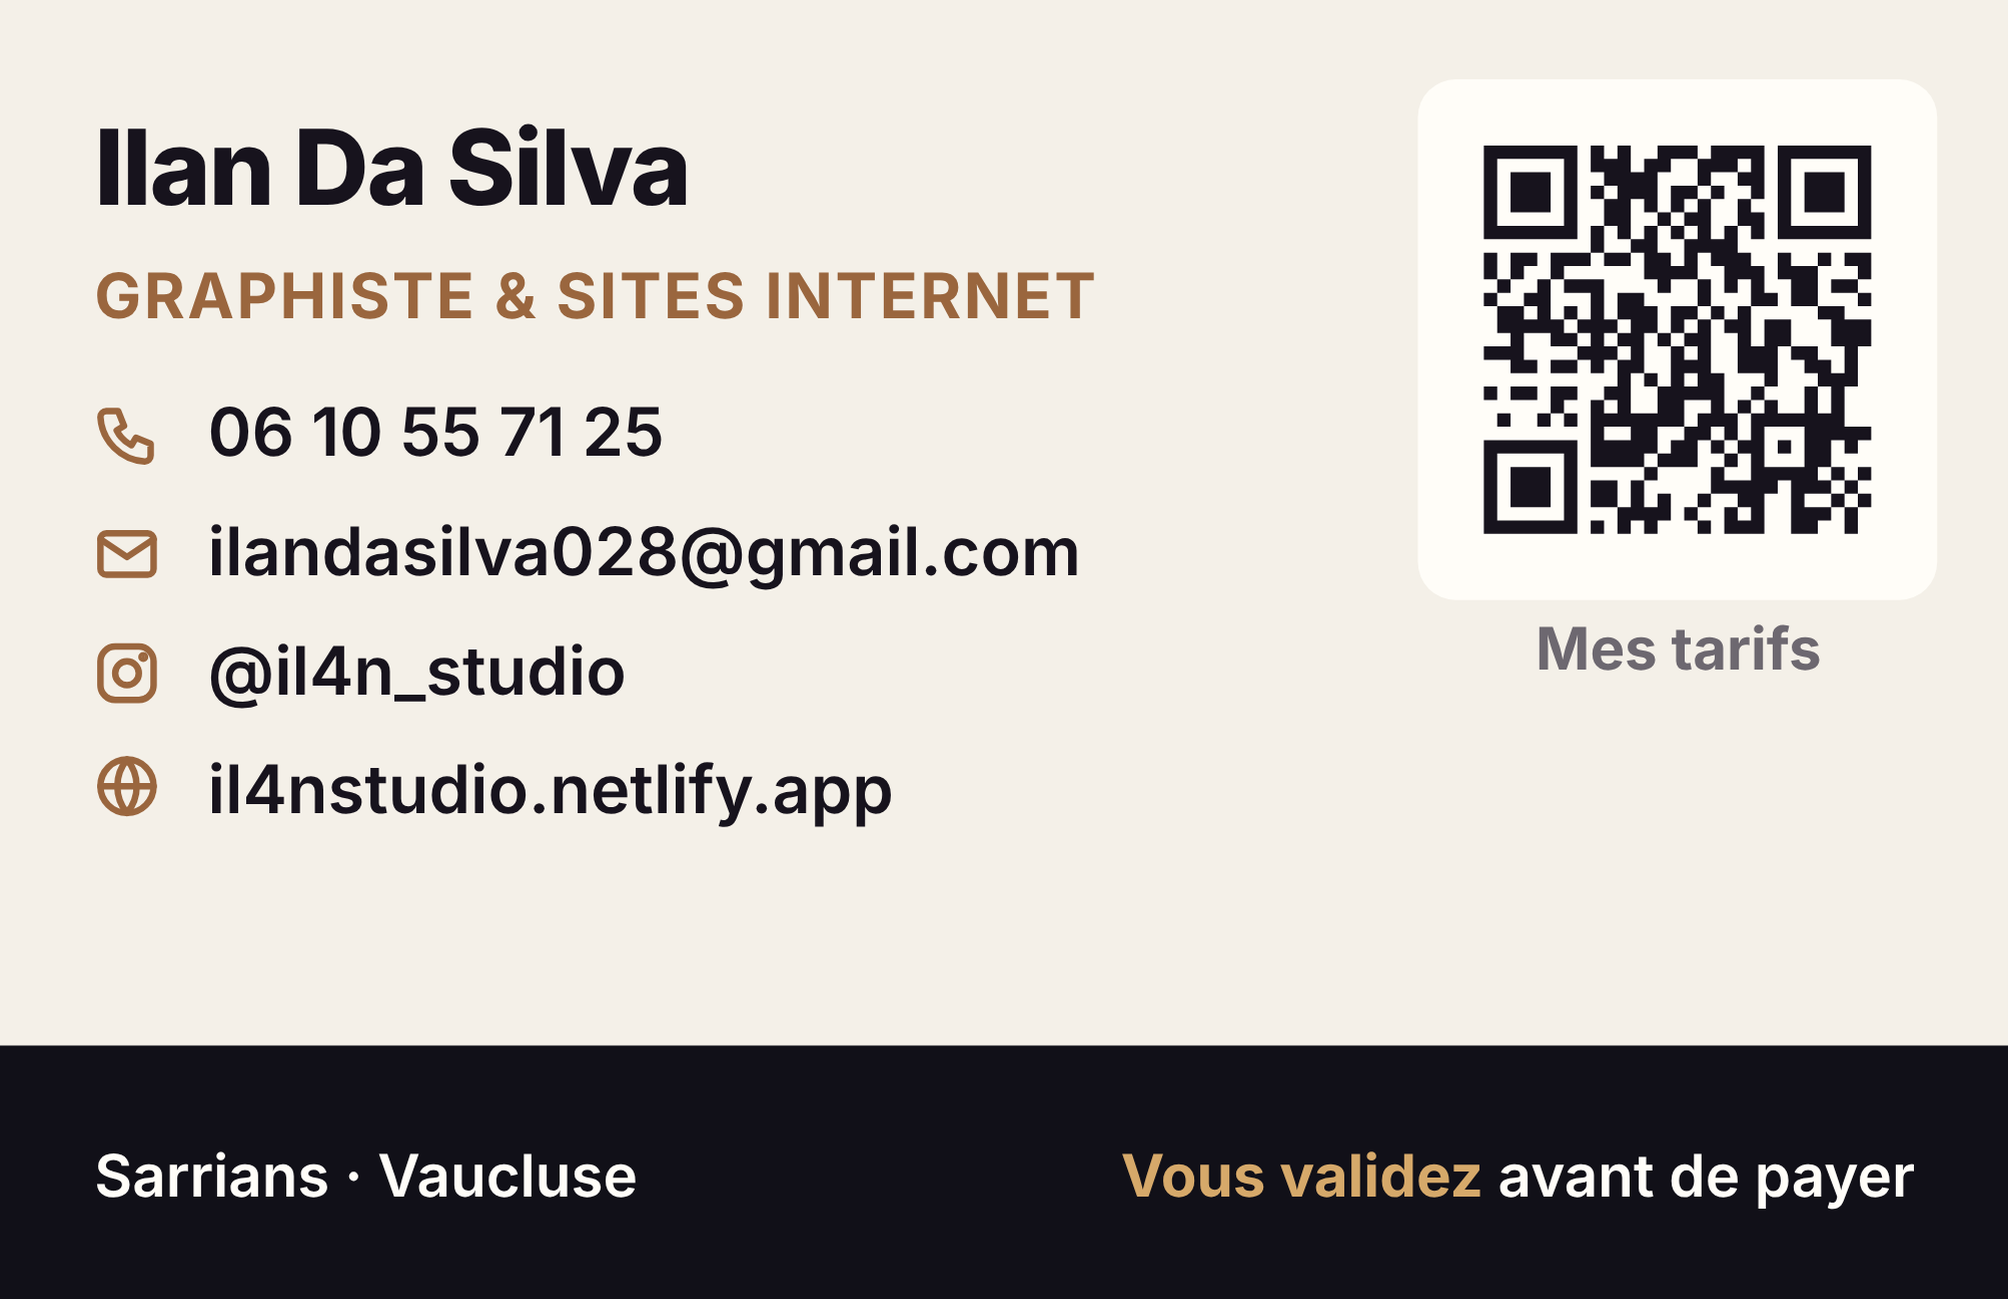 Ilan Da Silva
GRAPHISTE & SITES INTERNET
06 10 55 71 25
ilandasilva028@gmail.com
@il4n_studio
il4nstudio.netlify.app
Mes tarifs
Sarrians · Vaucluse
Vous validez avant de payer